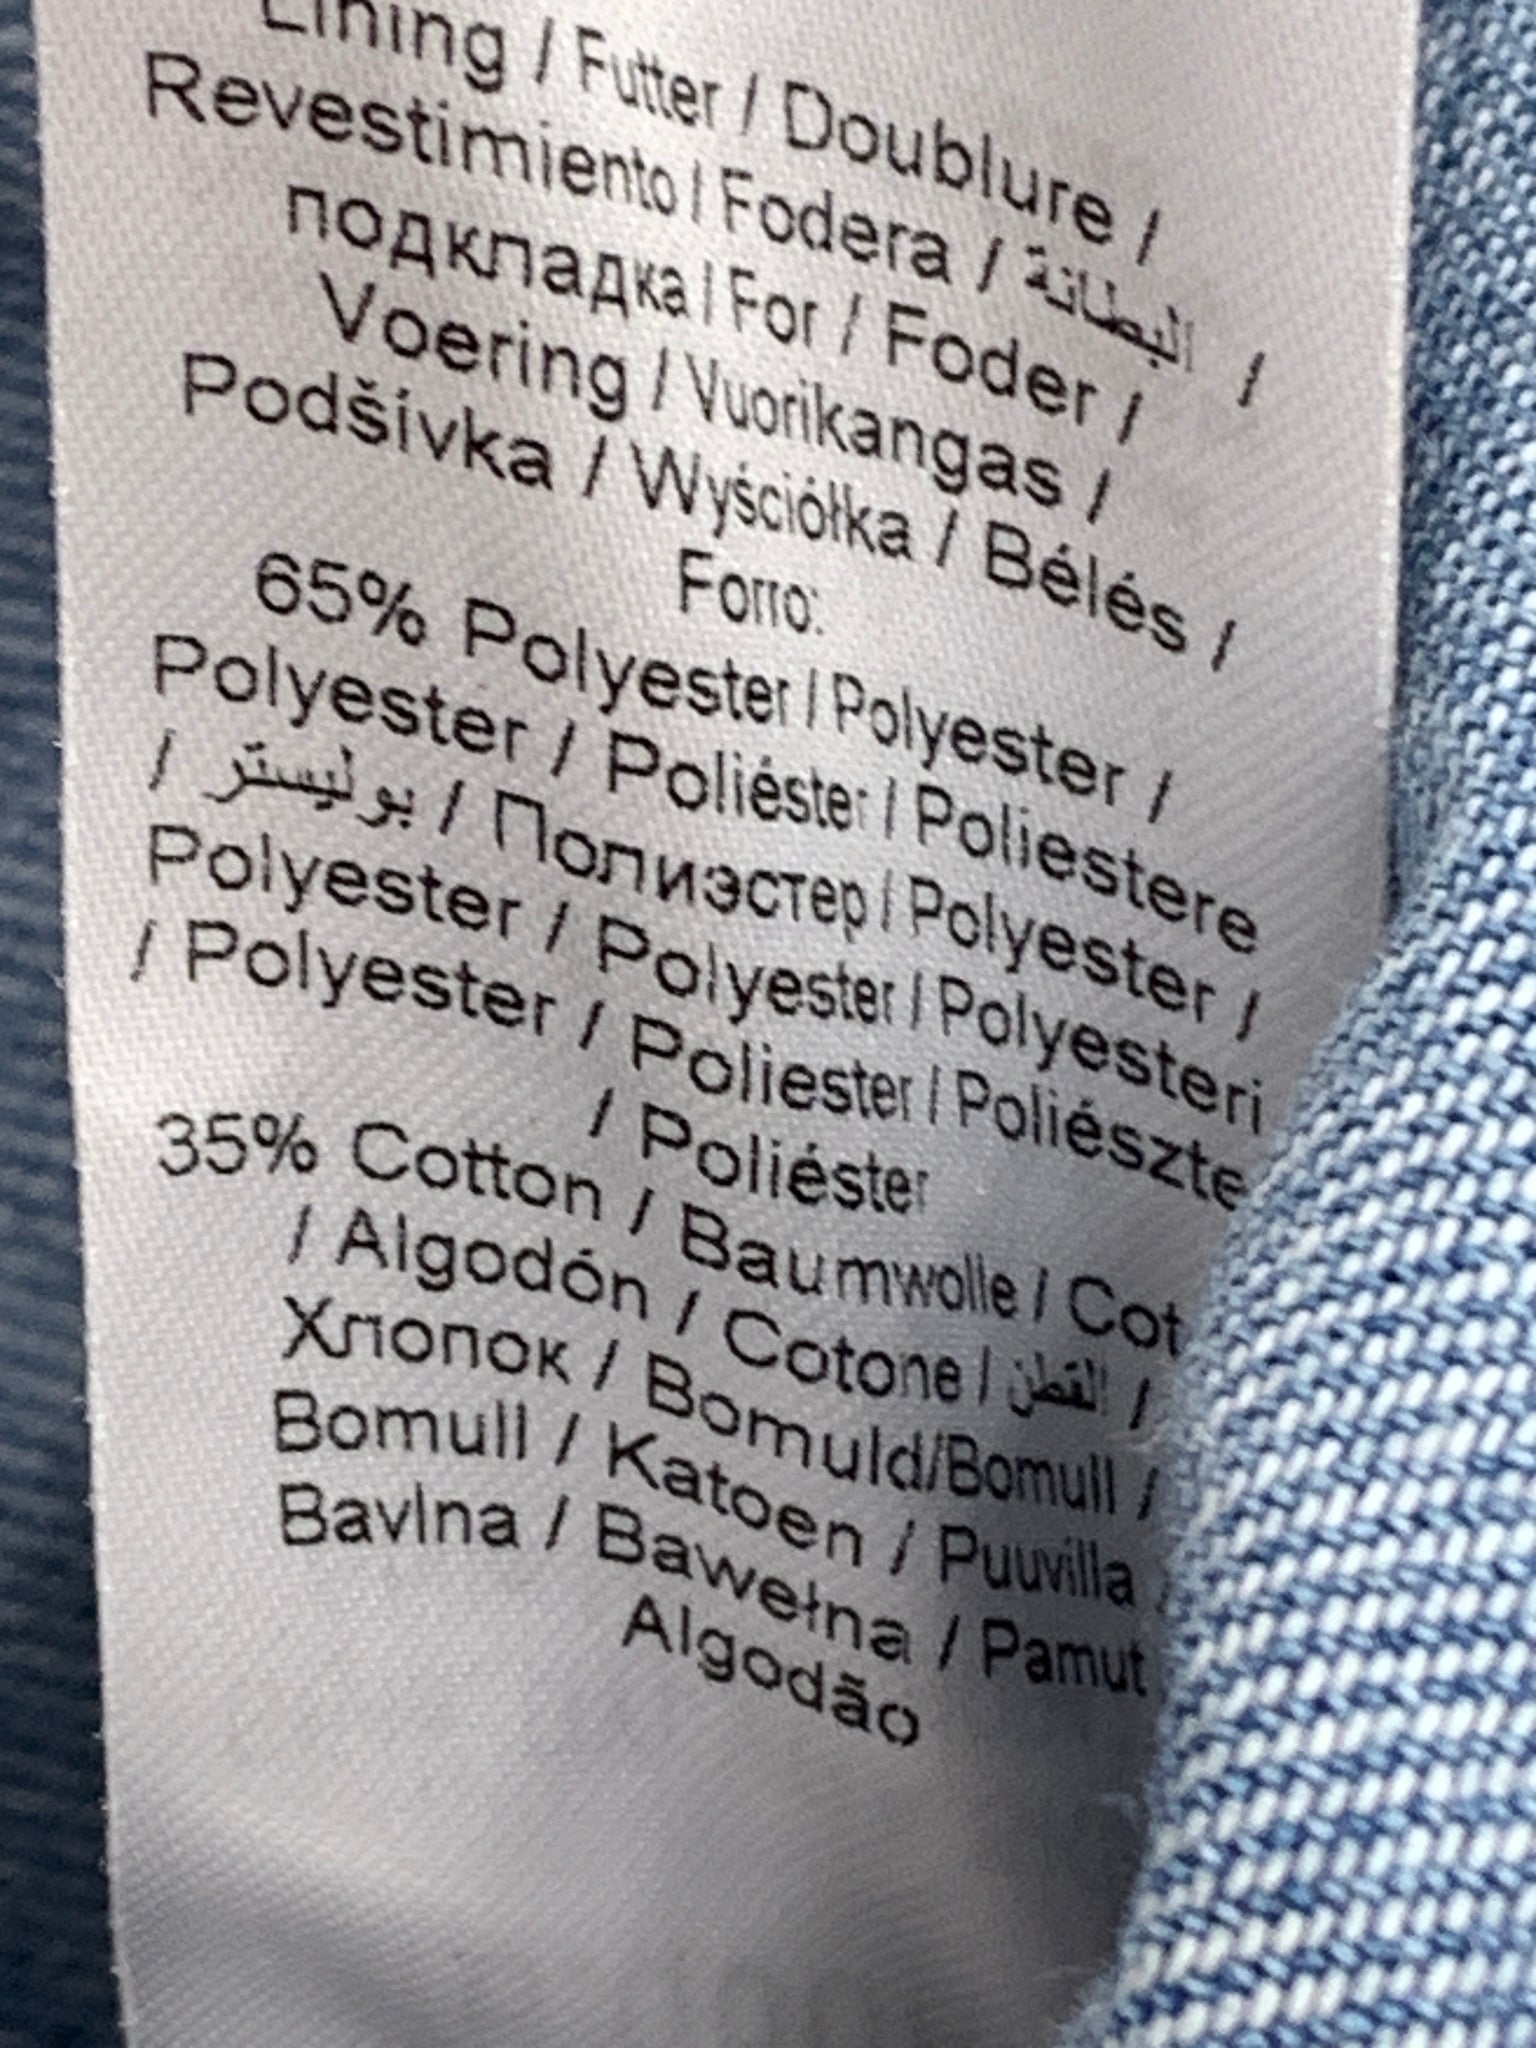 Lining / Futter / Doublure /
Revestimiento / Fodera / البطانة /
подкладка / For / Foder /
Voering / Vuorikangas /
Podšívka / Wyściółka / Bélés /
Forro:
65% Polyester / Polyester /
Polyester / Poliéster / Poliestere
/ بوليستر / Полиэстер / Polyester /
Polyester / Polyester / Polyesteri
/ Polyester / Poliester / Poliészte
/ Poliéster
35% Cotton / Baumwolle / Cot
/ Algodón / Cotone / القطن /
Хлопок / Bomuld/Bomull /
Bomull / Katoen / Puuvilla
Bavlna / Bawełna / Pamut
Algodão